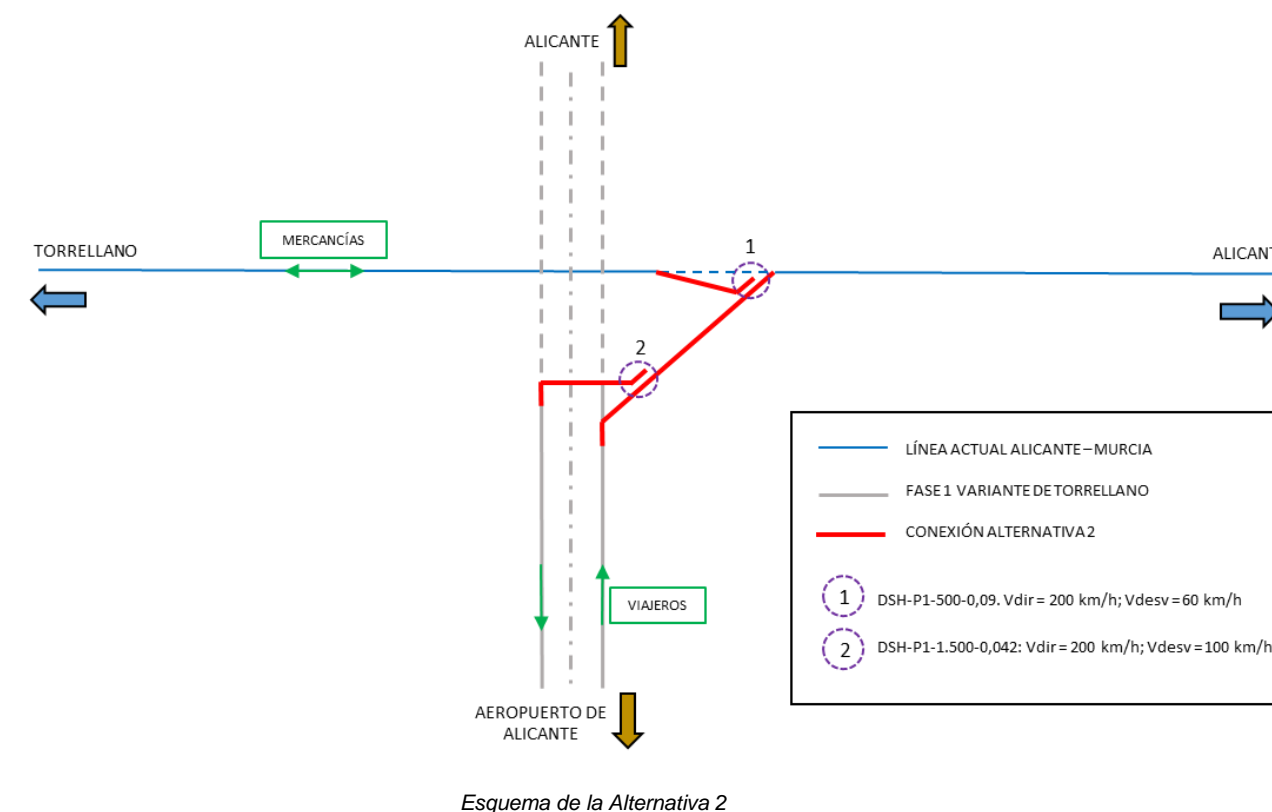 ALICANTE
MERCANCÍAS
TORRELLANO
1
ALICANT
2
LÍNEA ACTUAL ALICANTE – MURCIA
FASE 1 VARIANTE DE TORRELLANO
CONEXIÓN ALTERNATIVA 2
1 DSH-P1-500-0,09. Vdir = 200 km/h; Vdesv = 60 km/h
VIAJEROS
2 DSH-P1-1.500-0,042: Vdir = 200 km/h; Vdesv = 100 km/h
AEROPUERTO DE
ALICANTE
Esquema de la Alternativa 2